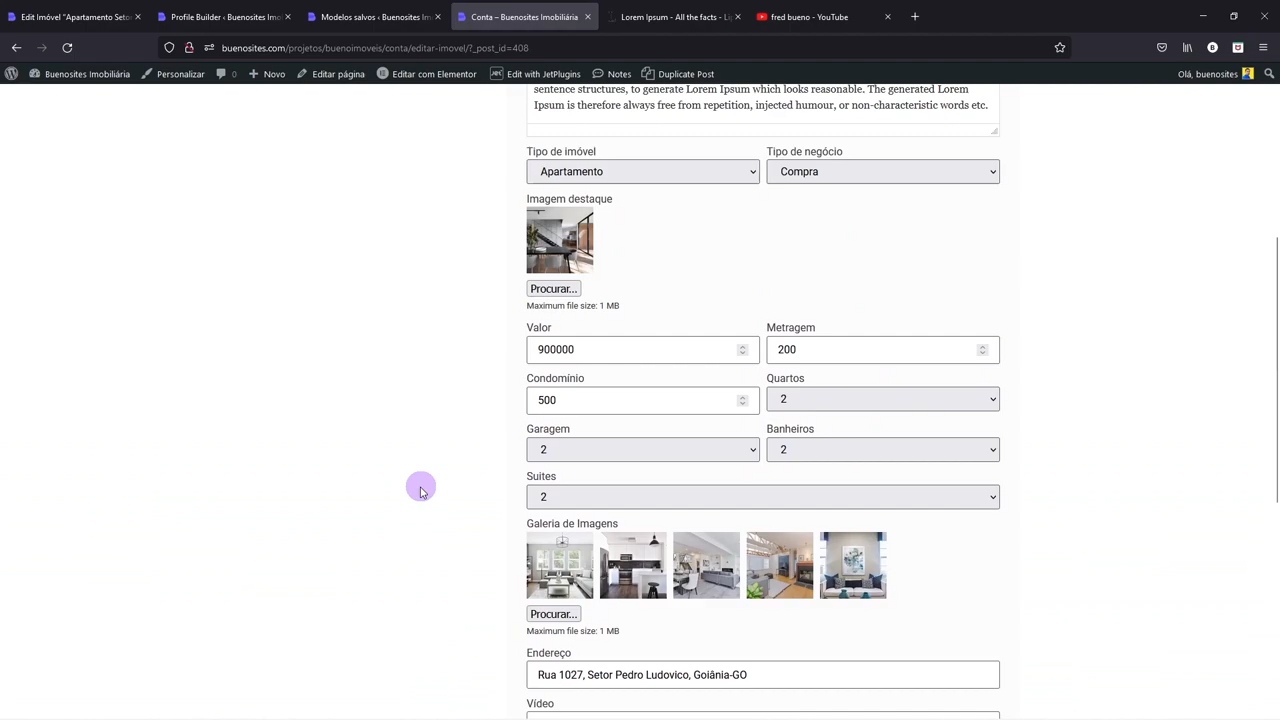 Edit Imóvel "Apartamento Setor
Profile Builder ‹ Buenosites Imob
Modelos salvos ‹ Buenosites Im
Conta – Buenosites Imobiliária
Lorem Ipsum - All the facts - Li
fred bueno - YouTube
buenosites.com/projetos/buenoimoveis/conta/editar-imovel/?_post_id=408
Buenosites Imobiliária
Personalizar
0
Novo
Editar página
Editar com Elementor
Edit with JetPlugins
Notes
Duplicate Post
Olá, buenosites
sentence structures, to generate Lorem Ipsum which looks reasonable. The generated Lorem
Ipsum is therefore always free from repetition, injected humour, or non-characteristic words etc.
Tipo de imóvel
Tipo de negócio
Apartamento
Compra
Imagem destaque
Procurar...
Maximum file size: 1 MB
Valor
Metragem
900000
200
Condomínio
Quartos
500
2
Garagem
Banheiros
2
2
Suites
2
Galeria de Imagens
Procurar...
Maximum file size: 1 MB
Endereço
Rua 1027, Setor Pedro Ludovico, Goiânia-GO
Vídeo